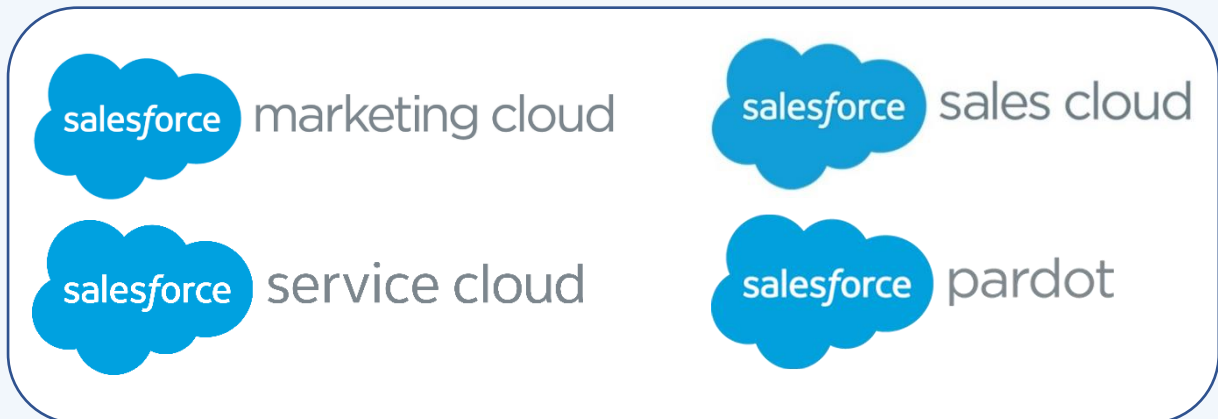 salesforce marketing cloud
salesforce sales cloud
salesforce service cloud
salesforce pardot